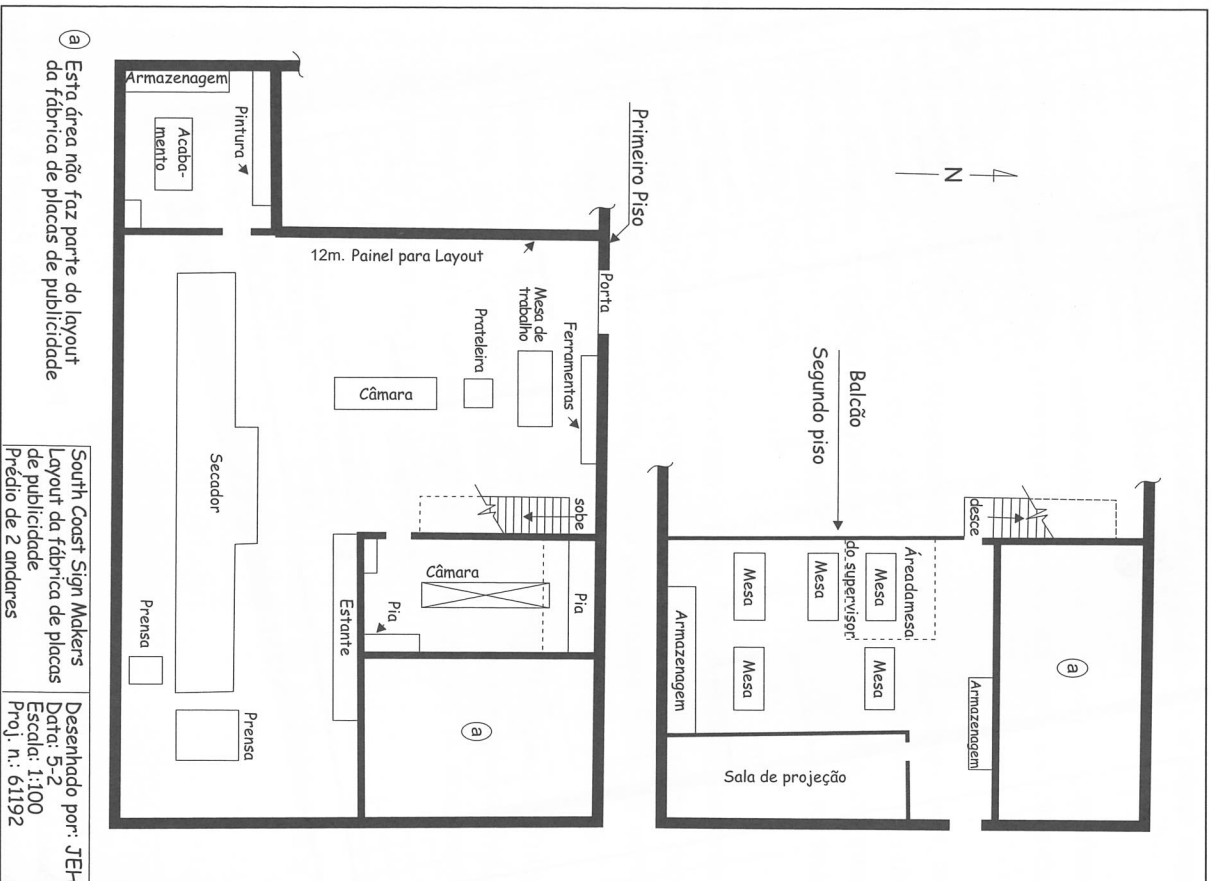 N
Primeiro Piso
Porta
Ferramentas
Mesa de
trabalho
Prateleira
Câmara
12m. Painel para Layout
Pintura
Armazenagem
Acaba-
mento
Secador
Prensa
Prensa
sobe
Câmara
Pia
Pia
Estante
a
Balcão
Segundo piso
desce
Áreadamesa
do supervisor
Mesa
Mesa
Mesa
Mesa
Mesa
Armazenagem
Armazenagem
Sala de projeção
a
a Esta área não faz parte do layout
da fábrica de placas de publicidade
South Coast Sign Makers
Layout da fábrica de placas
de publicidade
Prédio de 2 andares
Desenhado por: JEH
Data: 5-2
Escala: 1:100
Proj. n.: 61192